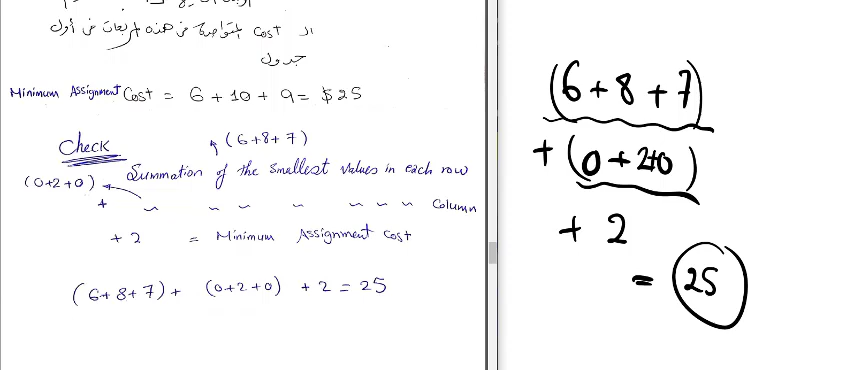 الـ cost المتواجدة في هذه المربعات من أول
جدول
Minimum Assignment Cost = 6 + 10 + 9 = $25
Check
(6+8+7)
Summation of the smallest values in each row
(0+2+0)
+ ~ ~ ~ ~ ~ ~ ~ Column
+ 2 = Minimum Assignment Cost
(6+8+7) + (0+2+0) + 2 = 25
(6+8+7)
+ (0+2+0)
+ 2
= 25